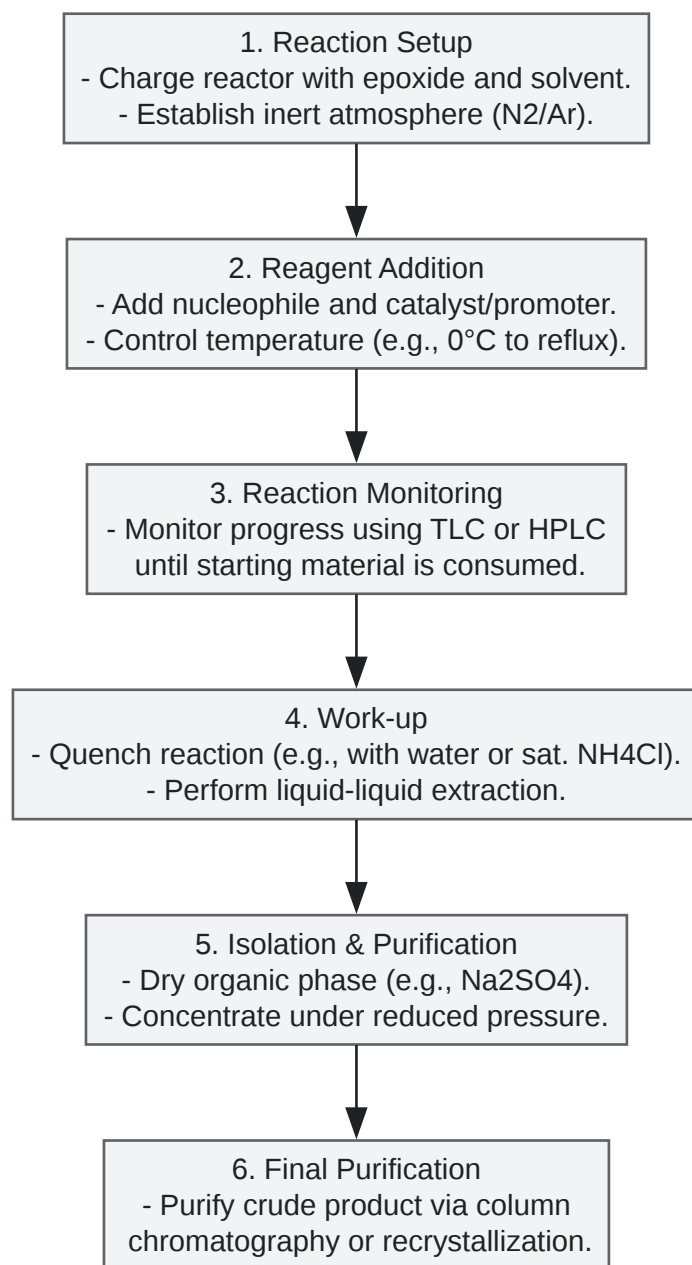 1. Reaction Setup
- Charge reactor with epoxide and solvent.
- Establish inert atmosphere (N2/Ar).
2. Reagent Addition
- Add nucleophile and catalyst/promoter.
- Control temperature (e.g., 0°C to reflux).
3. Reaction Monitoring
- Monitor progress using TLC or HPLC
until starting material is consumed.
4. Work-up
- Quench reaction (e.g., with water or sat. NH4Cl).
- Perform liquid-liquid extraction.
5. Isolation & Purification
- Dry organic phase (e.g., Na2SO4).
- Concentrate under reduced pressure.
6. Final Purification
- Purify crude product via column
chromatography or recrystallization.